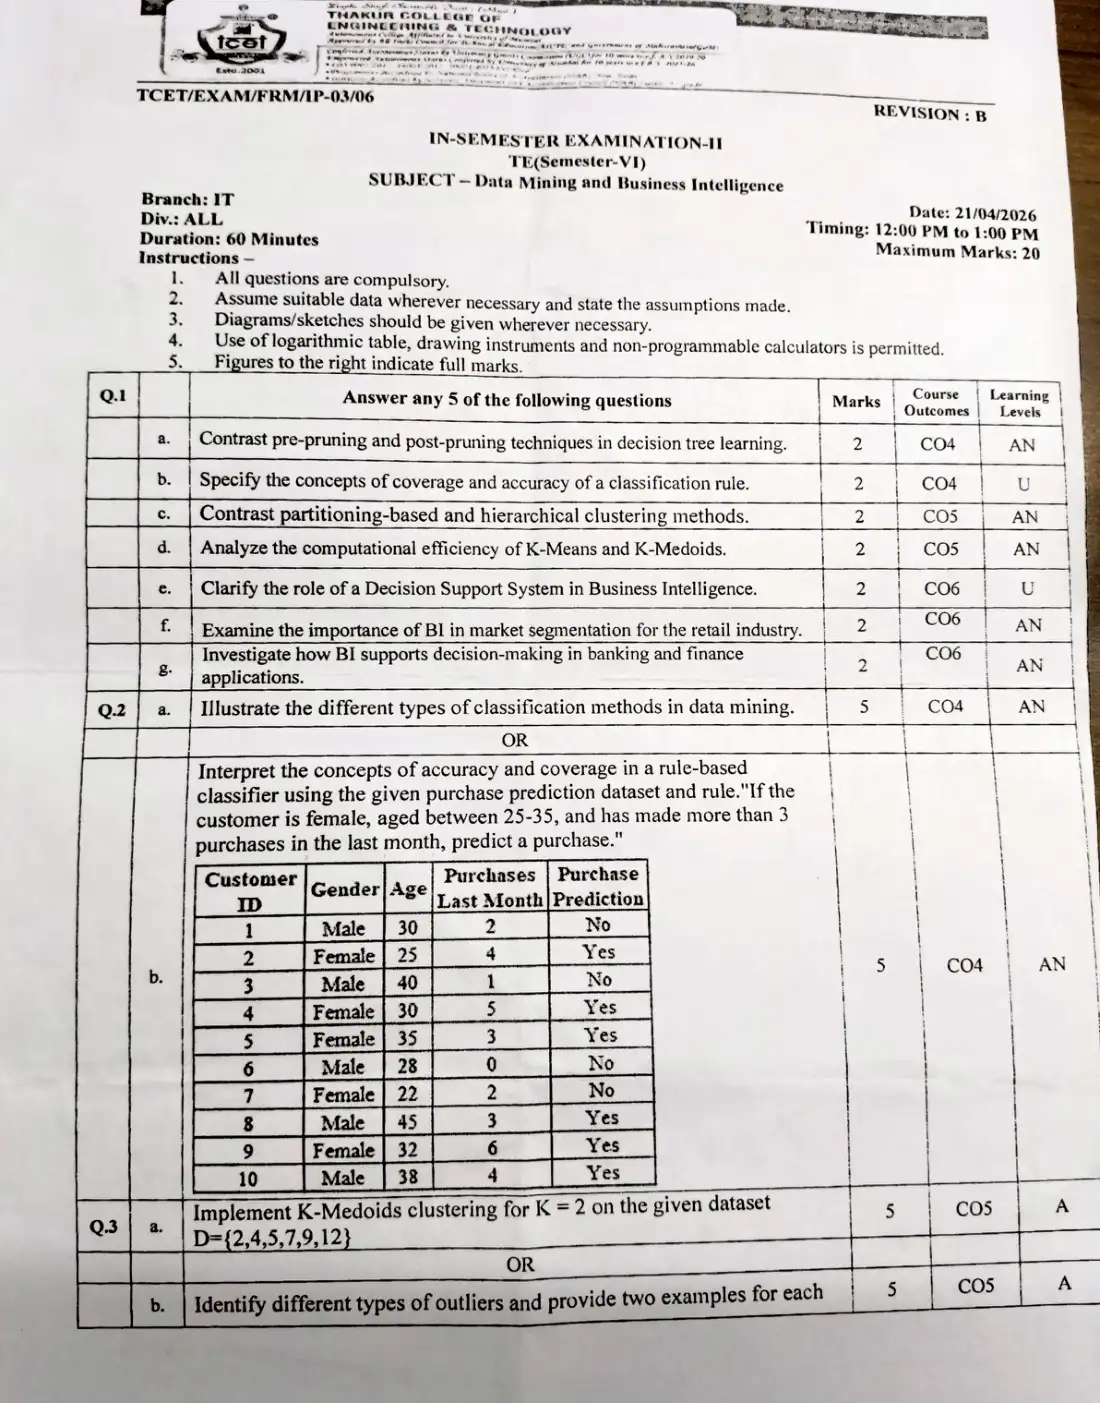 THAKUR COLLEGE OF
ENGINEERING & TECHNOLOGY
tcet
Estd.2001
TCET/EXAM/FRM/IP-03/06
REVISION : B
IN-SEMESTER EXAMINATION-II
TE(Semester-VI)
SUBJECT – Data Mining and Business Intelligence
Branch: IT
Div.: ALL
Duration: 60 Minutes
Date: 21/04/2026
Timing: 12:00 PM to 1:00 PM
Maximum Marks: 20
Instructions –
1. All questions are compulsory.
2. Assume suitable data wherever necessary and state the assumptions made.
3. Diagrams/sketches should be given wherever necessary.
4. Use of logarithmic table, drawing instruments and non-programmable calculators is permitted.
5. Figures to the right indicate full marks.
Q.1 Answer any 5 of the following questions Marks Course Outcomes Learning Levels
a. Contrast pre-pruning and post-pruning techniques in decision tree learning. 2 CO4 AN
b. Specify the concepts of coverage and accuracy of a classification rule. 2 CO4 U
c. Contrast partitioning-based and hierarchical clustering methods. 2 CO5 AN
d. Analyze the computational efficiency of K-Means and K-Medoids. 2 CO5 AN
e. Clarify the role of a Decision Support System in Business Intelligence. 2 CO6 U
f. Examine the importance of BI in market segmentation for the retail industry. 2 CO6 AN
g. Investigate how BI supports decision-making in banking and finance
applications. 2 CO6 AN
Q.2 a. Illustrate the different types of classification methods in data mining. 5 CO4 AN
OR
b. Interpret the concepts of accuracy and coverage in a rule-based
classifier using the given purchase prediction dataset and rule."If the
customer is female, aged between 25-35, and has made more than 3
purchases in the last month, predict a purchase." 5 CO4 AN
Customer ID Gender Age Purchases Last Month Purchase Prediction
1 Male 30 2 No
2 Female 25 4 Yes
3 Male 40 1 No
4 Female 30 5 Yes
5 Female 35 3 Yes
6 Male 28 0 No
7 Female 22 2 No
8 Male 45 3 Yes
9 Female 32 6 Yes
10 Male 38 4 Yes
Q.3 a. Implement K-Medoids clustering for K = 2 on the given dataset
D={2,4,5,7,9,12} 5 CO5 A
OR
b. Identify different types of outliers and provide two examples for each 5 CO5 A